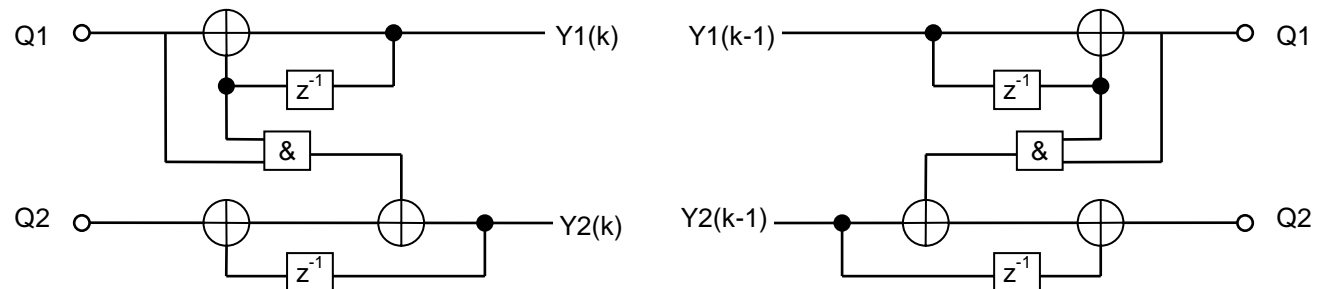 Q1 Y1(k) Y1(k-1) Q1
z⁻¹ z⁻¹
& &
Q2 Y2(k) Y2(k-1) Q2
z⁻¹ z⁻¹